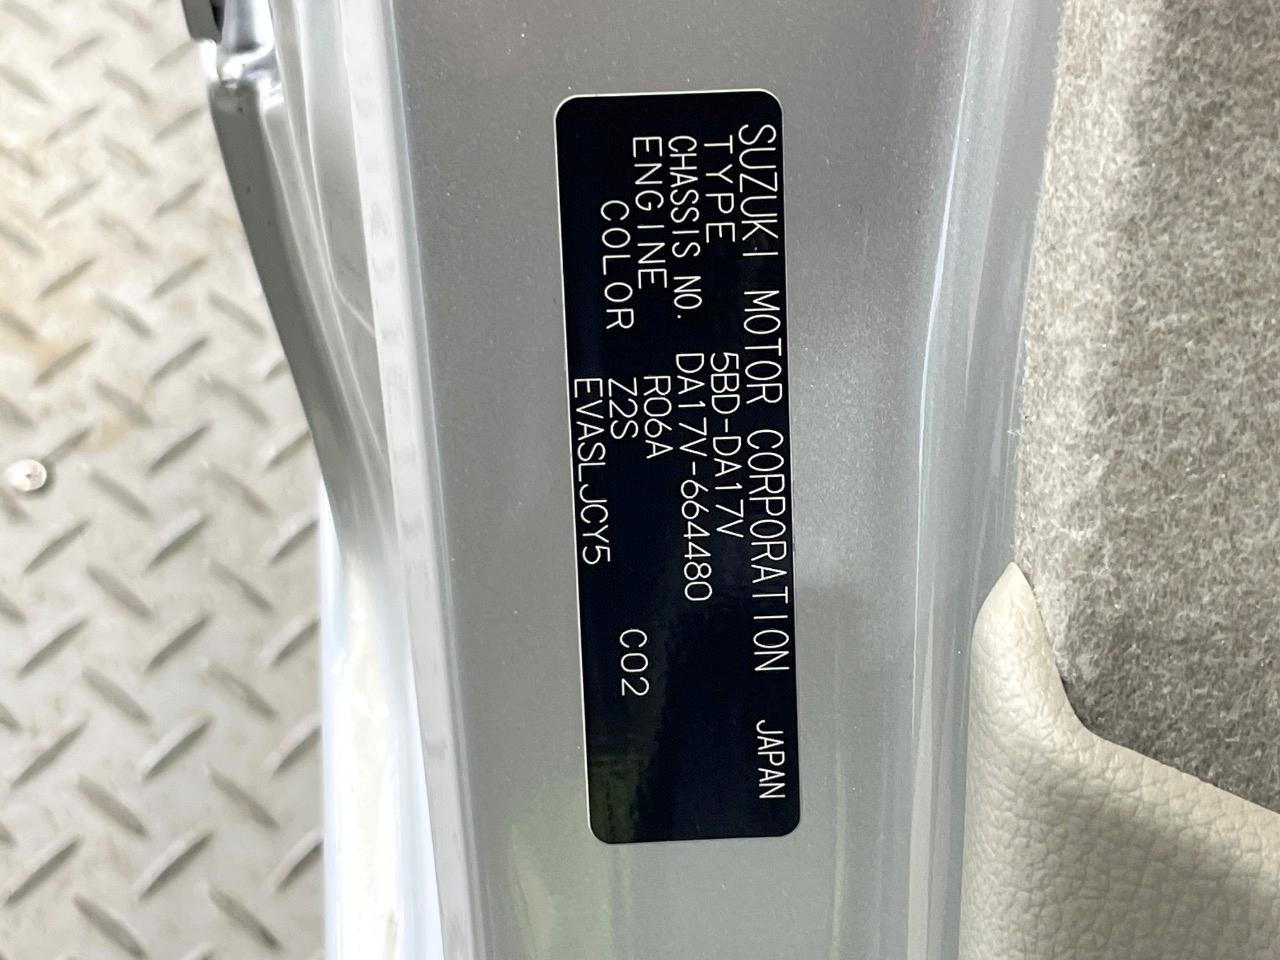 SUZUKI MOTOR CORPORATION JAPAN
TYPE 5BD-DA17V
CHASSIS NO. DA17V-664480
ENGINE R06A
COLOR Z2S C02
EVASLJCY5